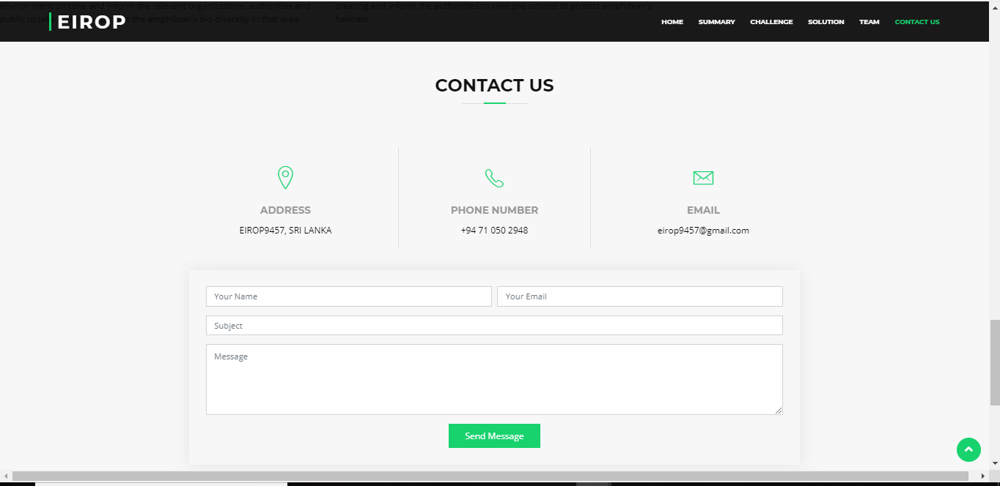 environment on time and inform the relevant organizations, authorities and
creating and inform the authorities to take pre actions to protect amphibian's
public to the amphibian's bio diversity in that area.
habitats.
EIROP
HOME SUMMARY CHALLENGE SOLUTION TEAM CONTACT US
CONTACT US
ADDRESS
EIROP9457, SRI LANKA
PHONE NUMBER
+94 71 050 2948
EMAIL
eirop9457@gmail.com
Your Name
Your Email
Subject
Message
Send Message